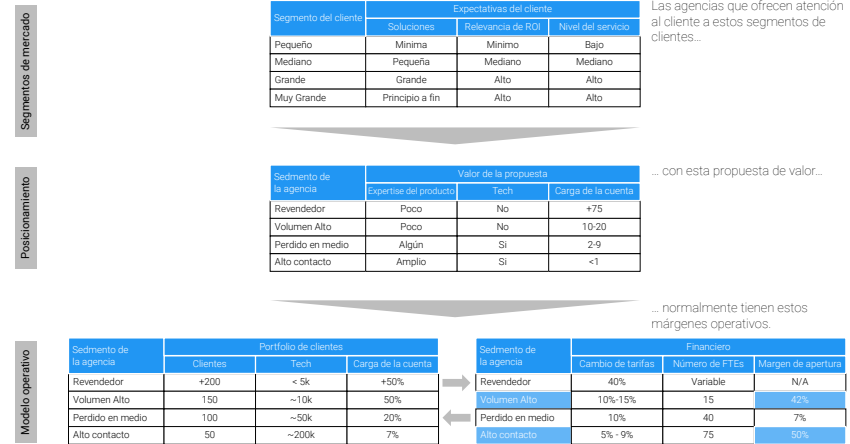 Segmentos de mercado
Segmento del cliente
Expectativas del cliente
Soluciones Relevancia de ROI Nivel del servicio
Pequeño Minima Minimo Bajo
Mediano Pequeña Mediano Mediano
Grande Grande Alto Alto
Muy Grande Principio a fin Alto Alto
Las agencias que ofrecen atención
al cliente a estos segmentos de
clientes...
Posicionamiento
Sedmento de
la agencia
Valor de la propuesta
Expertise del producto Tech Carga de la cuenta
Revendedor Poco No +75
Volumen Alto Poco No 10-20
Perdido en medio Algún Si 2-9
Alto contacto Amplio Si <1
... con esta propuesta de valor...
... normalmente tienen estos
márgenes operativos.
Modelo operativo
Sedmento de
la agencia
Portfolio de clientes
Clientes Tech Carga de la cuenta
Revendedor +200 < 5k +50%
Volumen Alto 150 ~10k 50%
Perdido en medio 100 ~50k 20%
Alto contacto 50 ~200k 7%
Sedmento de
la agencia
Financiero
Cambio de tarifas Número de FTEs Margen de apertura
Revendedor 40% Variable N/A
Volumen Alto 10%-15% 15 42%
Perdido en medio 10% 40 7%
Alto contacto 5% - 9% 75 50%